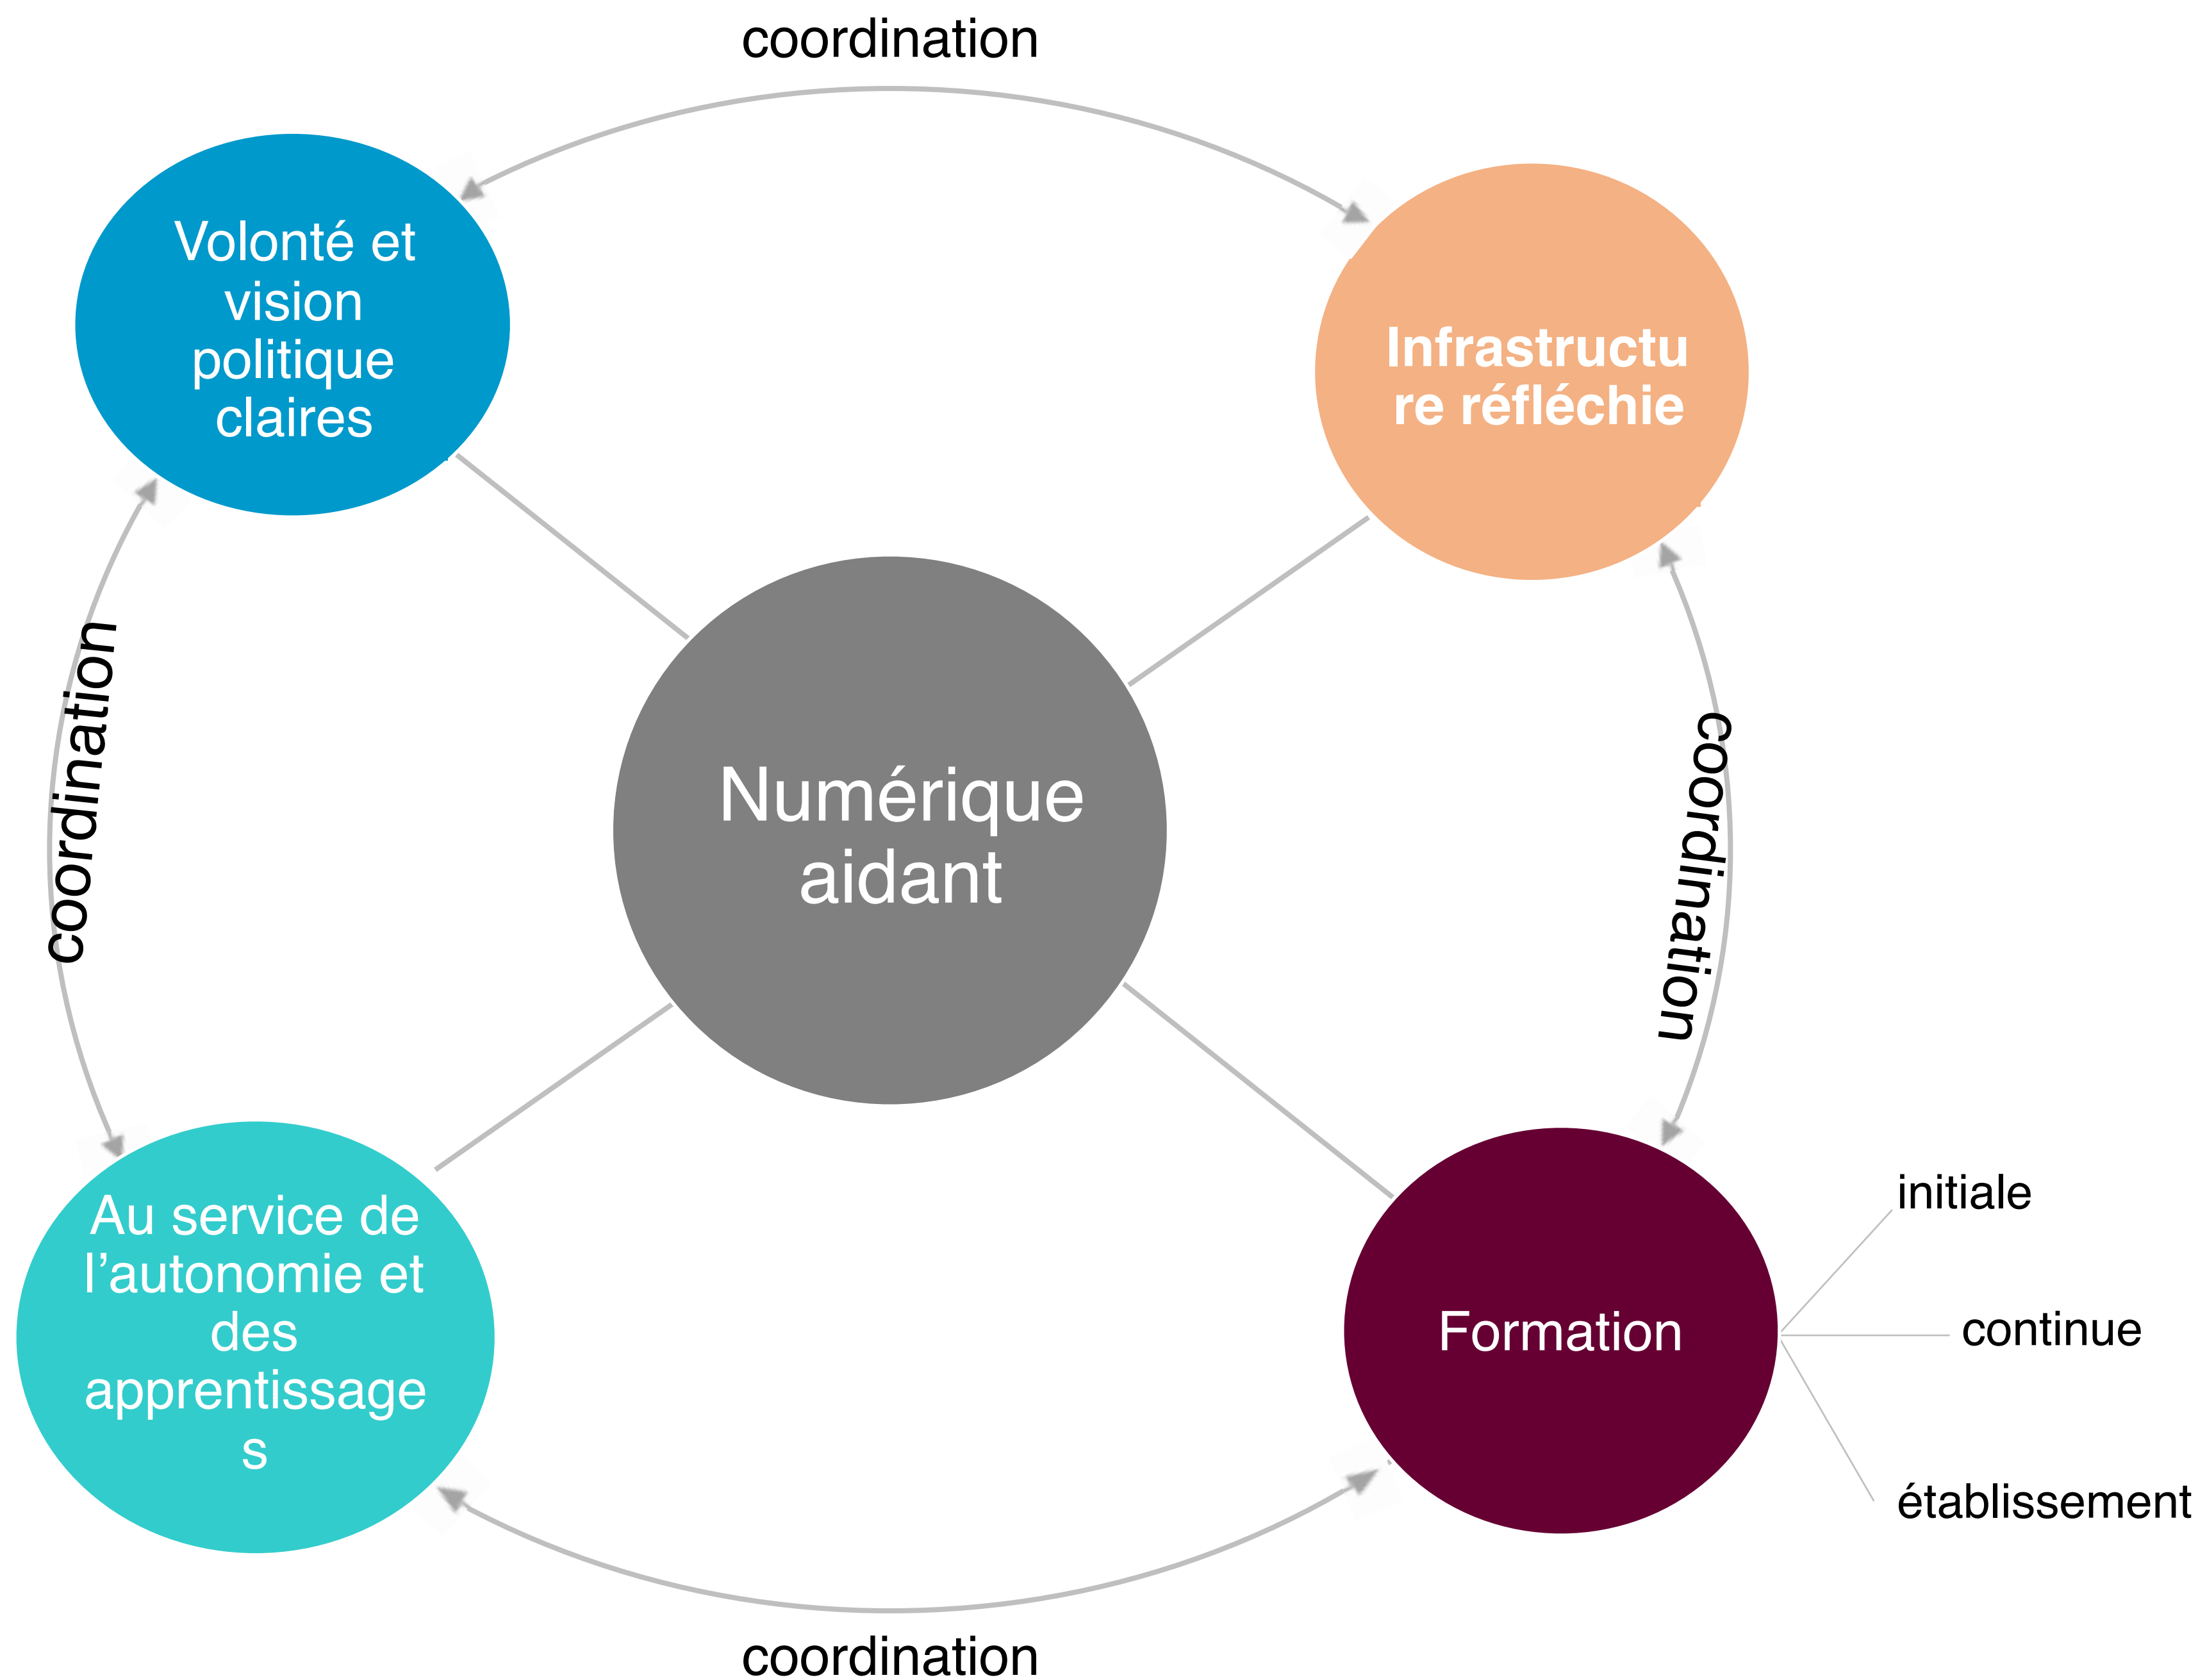 coordination
Volonté et
vision
politique
claires
Infrastructu
re réfléchie
coordination
Numérique
aidant
coordination
Au service de
l’autonomie et
des
apprentissage
s
Formation
initiale
continue
établissement
coordination